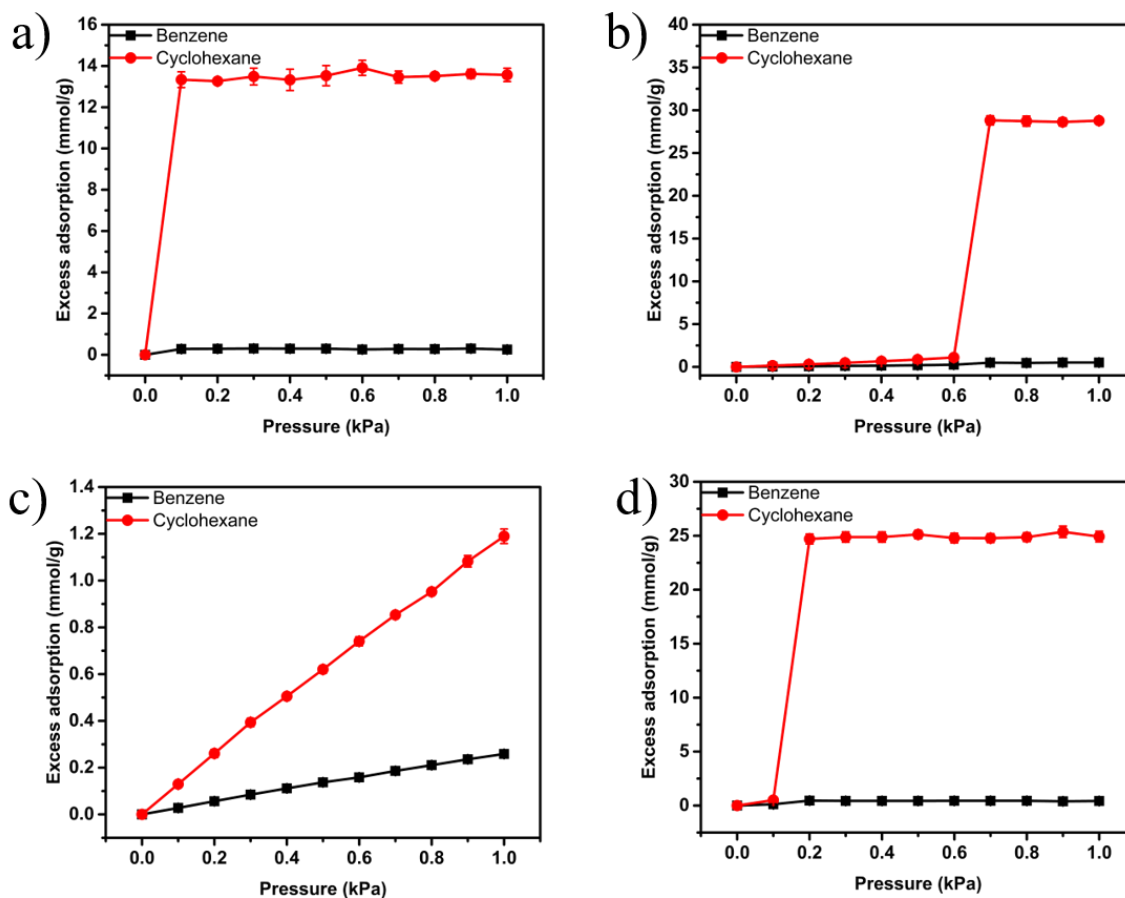 a)
Benzene
Cyclohexane
Excess adsorption (mmol/g)
16
14
12
10
8
6
4
2
0
0.0 0.2 0.4 0.6 0.8 1.0
Pressure (kPa)
b)
Benzene
Cyclohexane
Excess adsorption (mmol/g)
40
35
30
25
20
15
10
5
0
0.0 0.2 0.4 0.6 0.8 1.0
Pressure (kPa)
c)
Benzene
Cyclohexane
Excess adsorption (mmol/g)
1.4
1.2
1.0
0.8
0.6
0.4
0.2
0.0
0.0 0.2 0.4 0.6 0.8 1.0
Pressure (kPa)
d)
Benzene
Cyclohexane
Excess adsorption (mmol/g)
30
25
20
15
10
5
0
0.0 0.2 0.4 0.6 0.8 1.0
Pressure (kPa)